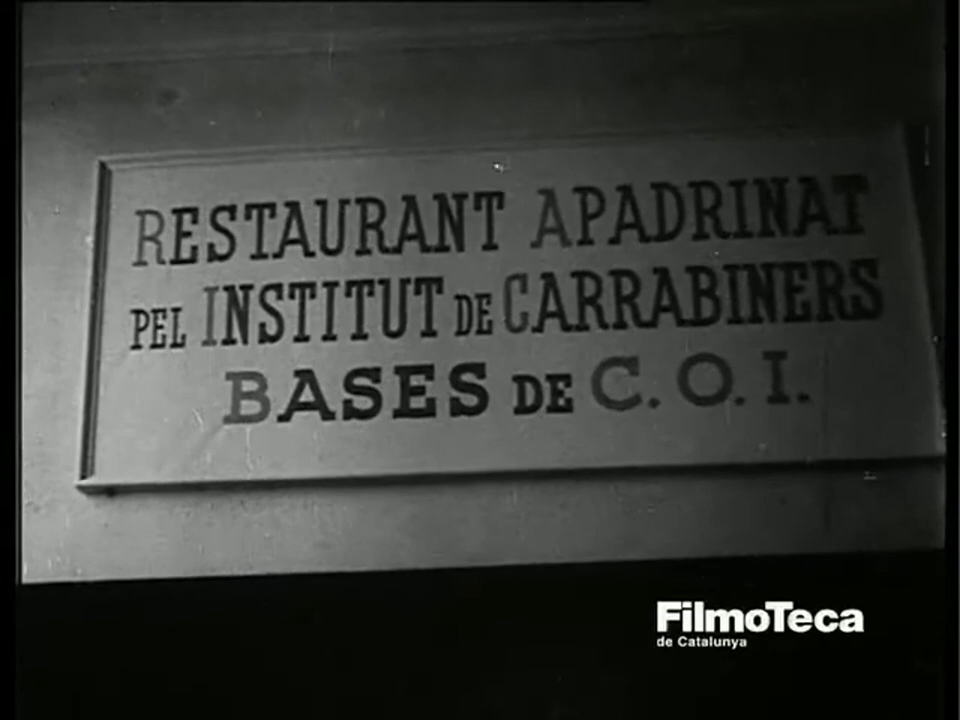 RESTAURANT APADRINAT
PEL INSTITUT DE CARRABINERS
BASES DE C. O. I.
FilmoTeca
de Catalunya